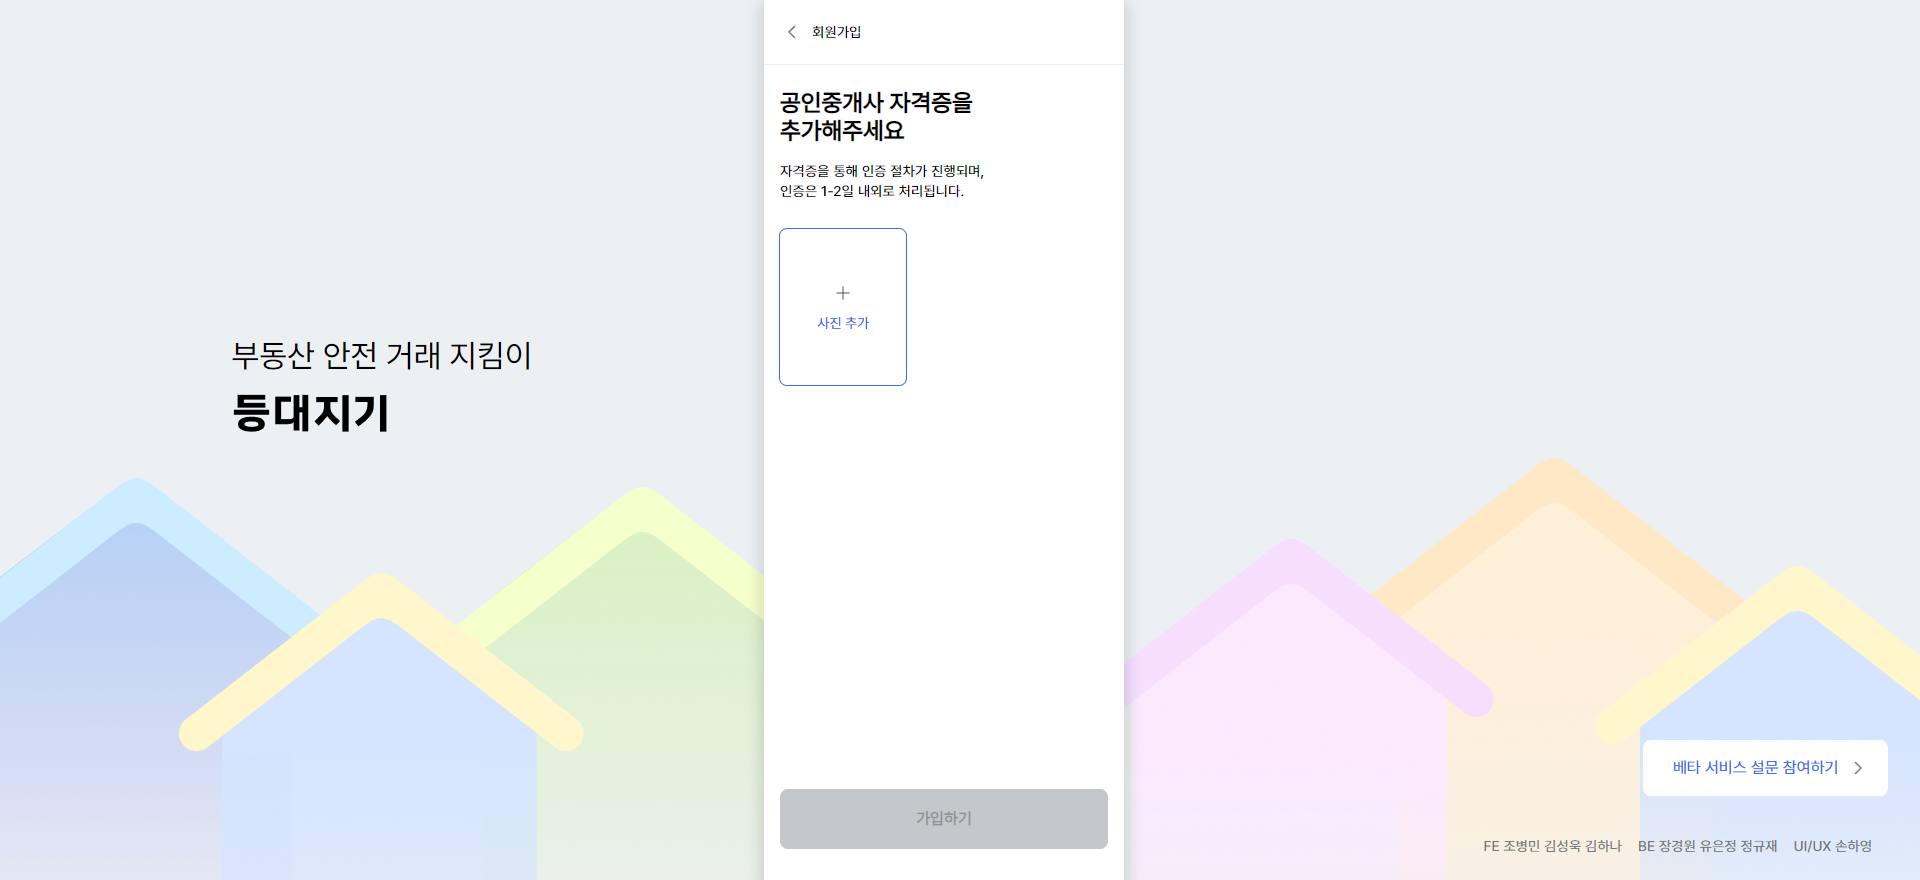 회원가입
공인중개사 자격증을
추가해주세요
자격증을 통해 인증 절차가 진행되며,
인증은 1-2일 내외로 처리됩니다.
사진 추가
부동산 안전 거래 지킴이
등대지기
베타 서비스 설문 참여하기
가입하기
FE 조병민 김성욱 김하나 BE 장경원 유은정 정규재 UI/UX 손하영